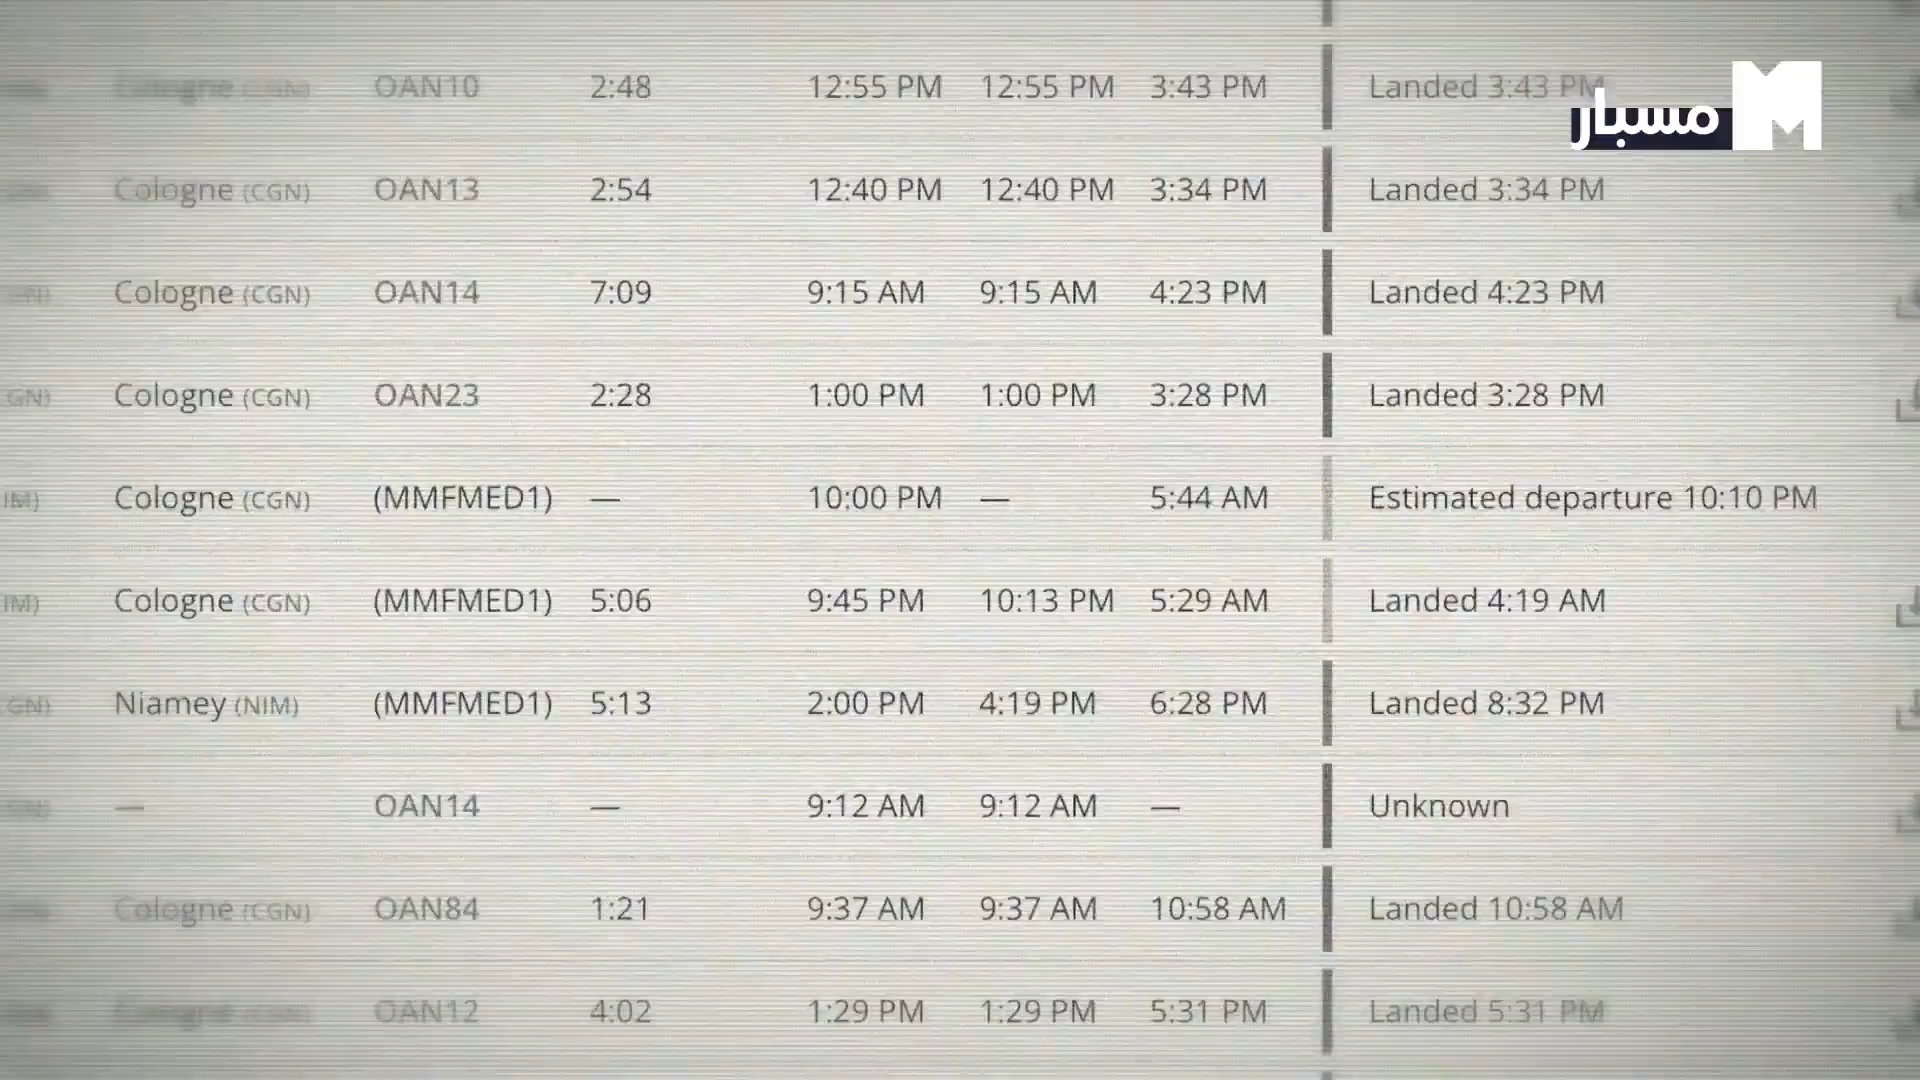 Cologne OAN10 2:48 12:55 PM 12:55 PM 3:43 PM Landed 3:43 PM
مسبار M
Cologne (CGN) OAN13 2:54 12:40 PM 12:40 PM 3:34 PM Landed 3:34 PM
Cologne (CGN) OAN14 7:09 9:15 AM 9:15 AM 4:23 PM Landed 4:23 PM
GN) Cologne (CGN) OAN23 2:28 1:00 PM 1:00 PM 3:28 PM Landed 3:28 PM
IM) Cologne (CGN) (MMFMED1) — 10:00 PM — 5:44 AM Estimated departure 10:10 PM
IM) Cologne (CGN) (MMFMED1) 5:06 9:45 PM 10:13 PM 5:29 AM Landed 4:19 AM
GN) Niamey (NIM) (MMFMED1) 5:13 2:00 PM 4:19 PM 6:28 PM Landed 8:32 PM
— OAN14 — 9:12 AM 9:12 AM — Unknown
Cologne (CGN) OAN84 1:21 9:37 AM 9:37 AM 10:58 AM Landed 10:58 AM
OAN12 4:02 1:29 PM 1:29 PM 5:31 PM Landed 5:31 PM